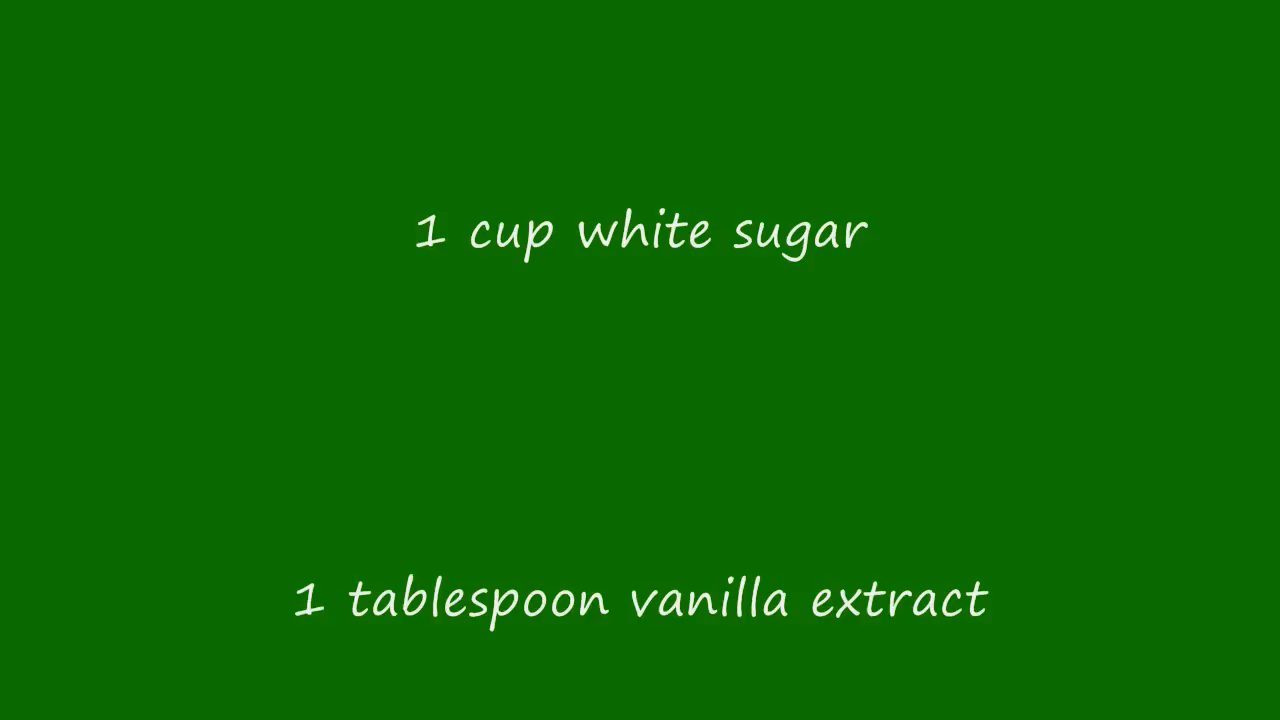 1 cup white sugar
1 tablespoon vanilla extract